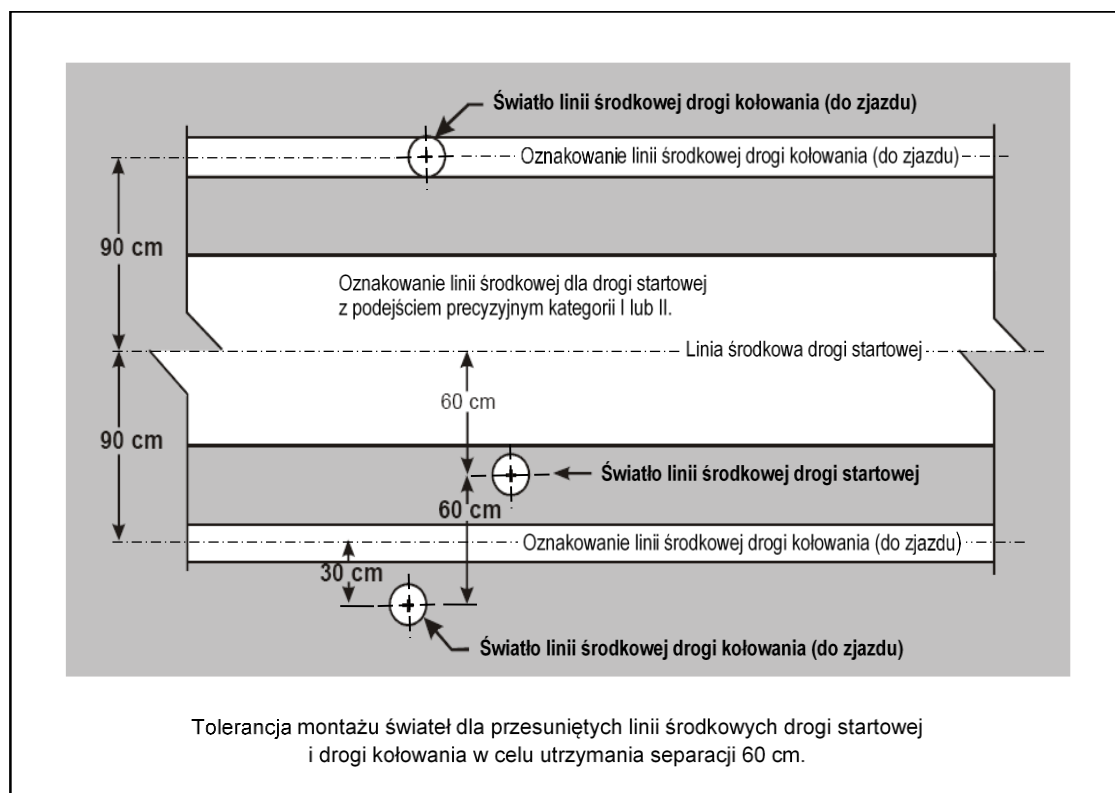 Światło linii środkowej drogi kołowania (do zjazdu)
Oznakowanie linii środkowej drogi kołowania (do zjazdu)
90 cm
Oznakowanie linii środkowej dla drogi startowej
z podejściem precyzyjnym kategorii I lub II.
Linia środkowa drogi startowej
60 cm
90 cm
Światło linii środkowej drogi startowej
60 cm
Oznakowanie linii środkowej drogi kołowania (do zjazdu)
30 cm
Światło linii środkowej drogi kołowania (do zjazdu)
Tolerancja montażu świateł dla przesuniętych linii środkowych drogi startowej
i drogi kołowania w celu utrzymania separacji 60 cm.